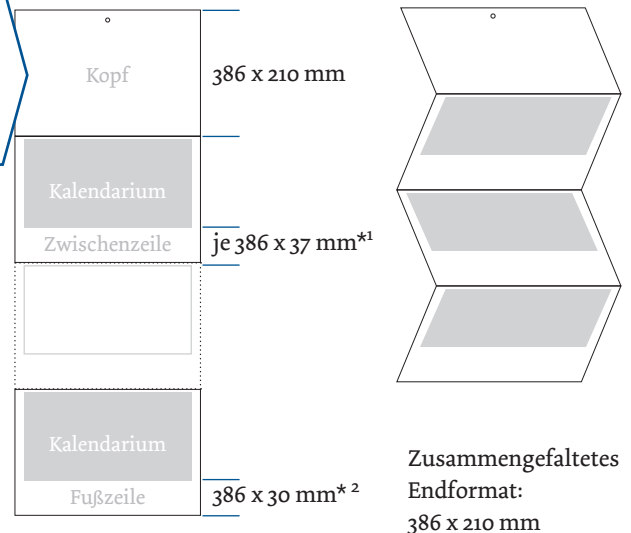 Kopf
386 x 210 mm
Kalendarium
Zwischenzeile
je 386 x 37 mm*¹
Kalendarium
Fußzeile
386 x 30 mm* ²
Zusammengefaltetes
Endformat:
386 x 210 mm